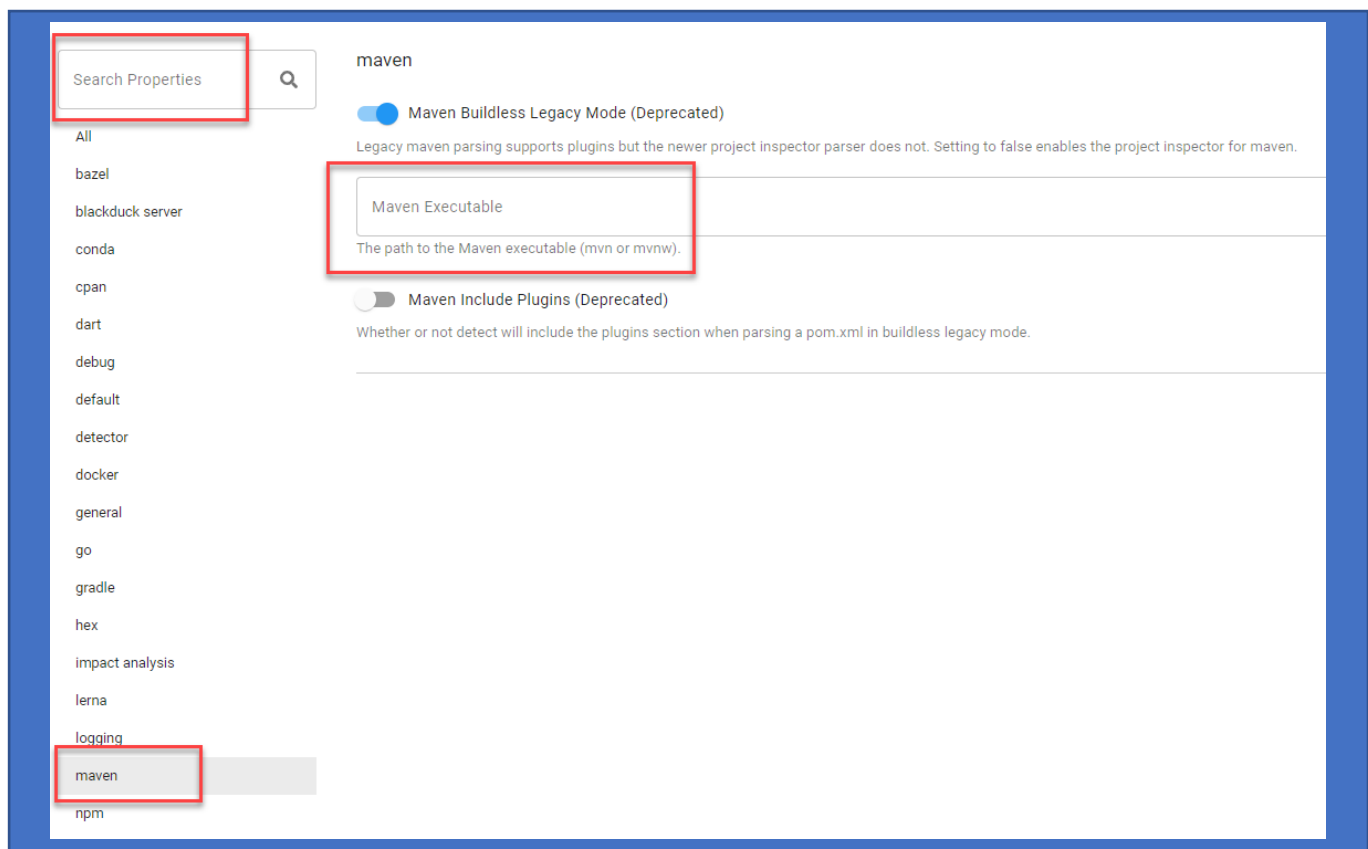 Search Properties
All
bazel
blackduck server
conda
cpan
dart
debug
default
detector
docker
general
go
gradle
hex
impact analysis
lerna
logging
maven
npm
maven
Maven Buildless Legacy Mode (Deprecated)
Legacy maven parsing supports plugins but the newer project inspector parser does not. Setting to false enables the project inspector for maven.
Maven Executable
The path to the Maven executable (mvn or mvnw).
Maven Include Plugins (Deprecated)
Whether or not detect will include the plugins section when parsing a pom.xml in buildless legacy mode.